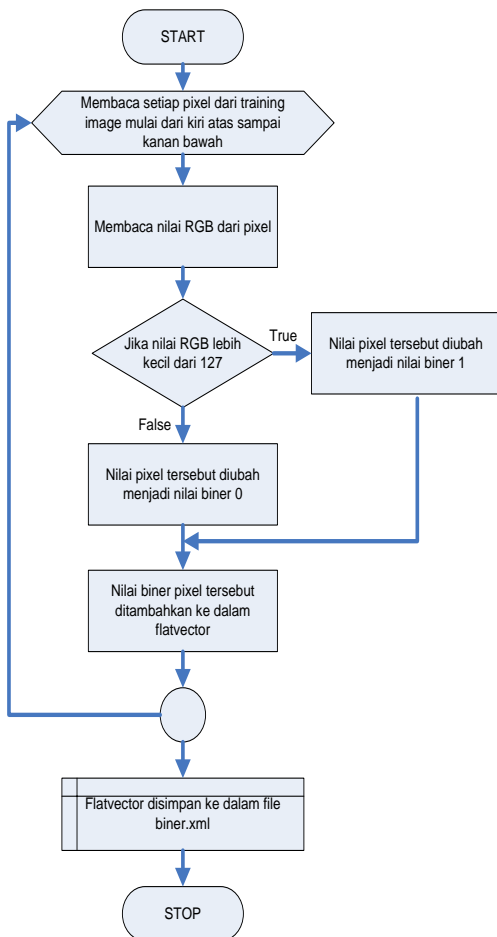 START
Membaca setiap pixel dari training
image mulai dari kiri atas sampai
kanan bawah
Membaca nilai RGB dari pixel
Jika nilai RGB lebih
kecil dari 127
True
Nilai pixel tersebut diubah
menjadi nilai biner 1
False
Nilai pixel tersebut diubah
menjadi nilai biner 0
Nilai biner pixel tersebut
ditambahkan ke dalam
flatvector
Flatvector disimpan ke dalam file
biner.xml
STOP